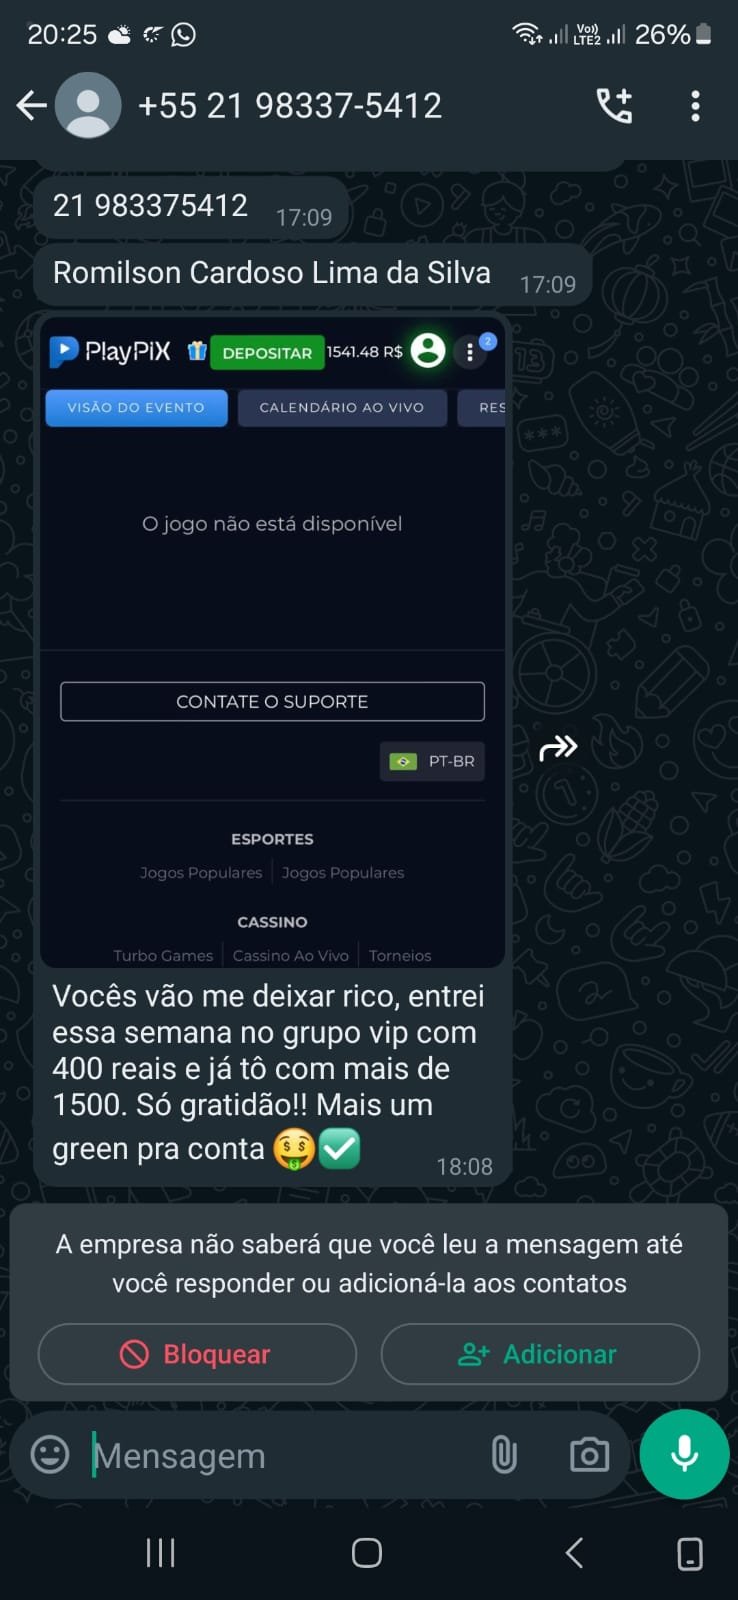 20:25
Vo))
LTE2
26%
+55 21 98337-5412
21 983375412
17:09
Romilson Cardoso Lima da Silva
17:09
PlayPiX
DEPOSITAR
1541.48 R$
2
VISÃO DO EVENTO
CALENDÁRIO AO VIVO
RES
O jogo não está disponível
CONTATE O SUPORTE
PT-BR
ESPORTES
Jogos Populares
Jogos Populares
CASSINO
Turbo Games
Cassino Ao Vivo
Torneios
Vocês vão me deixar rico, entrei
essa semana no grupo vip com
400 reais e já tô com mais de
1500. Só gratidão!! Mais um
green pra conta 🤑✅
18:08
A empresa não saberá que você leu a mensagem até
você responder ou adicioná-la aos contatos
Bloquear
Adicionar
Mensagem